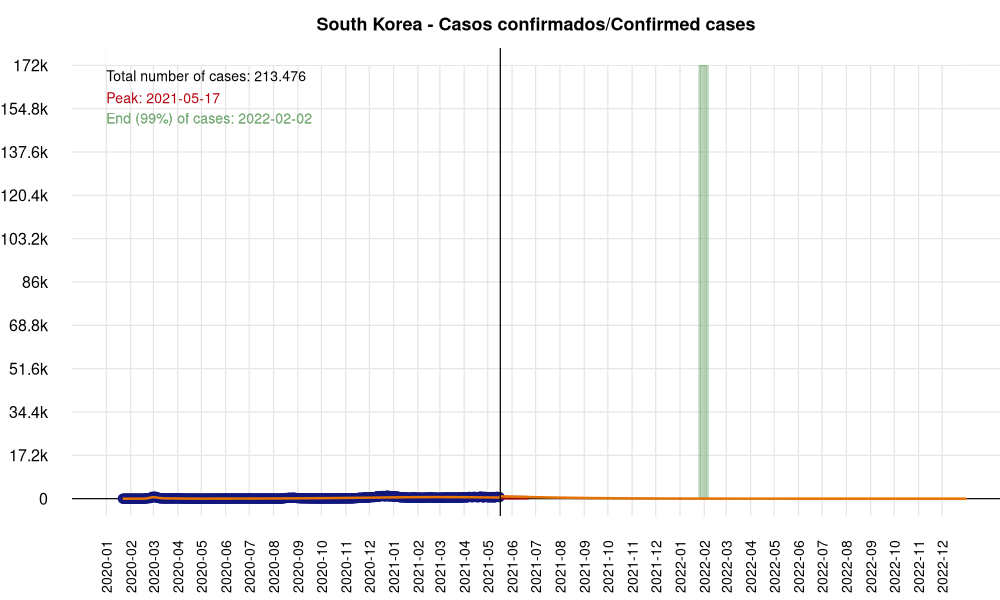 South Korea - Casos confirmados/Confirmed cases
172k
154.8k
137.6k
120.4k
103.2k
86k
68.8k
51.6k
34.4k
17.2k
0
Total number of cases: 213.476
Peak: 2021-05-17
End (99%) of cases: 2022-02-02
2020-01
2020-02
2020-03
2020-04
2020-05
2020-06
2020-07
2020-08
2020-09
2020-10
2020-11
2020-12
2021-01
2021-02
2021-03
2021-04
2021-05
2021-06
2021-07
2021-08
2021-09
2021-10
2021-11
2021-12
2022-01
2022-02
2022-03
2022-04
2022-05
2022-06
2022-07
2022-08
2022-09
2022-10
2022-11
2022-12